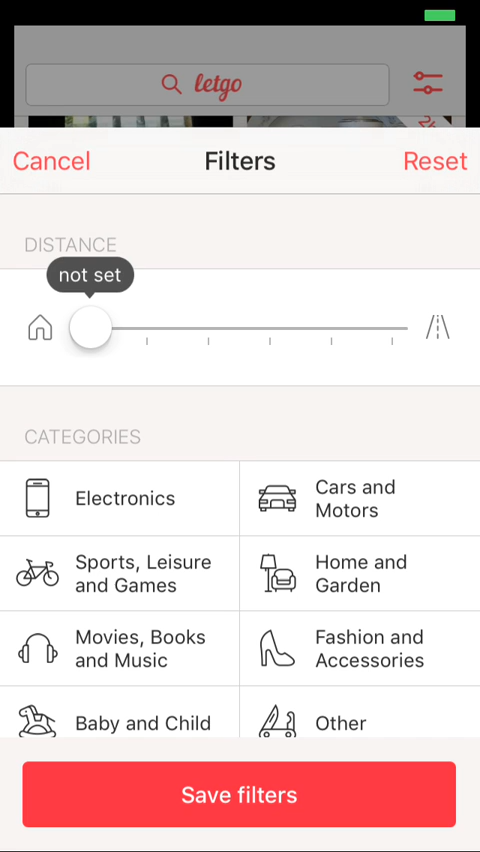 letgo
Cancel
Filters
Reset
DISTANCE
not set
CATEGORIES
Electronics
Cars and
Motors
Sports, Leisure
and Games
Home and
Garden
Movies, Books
and Music
Fashion and
Accessories
Baby and Child
Other
Save filters